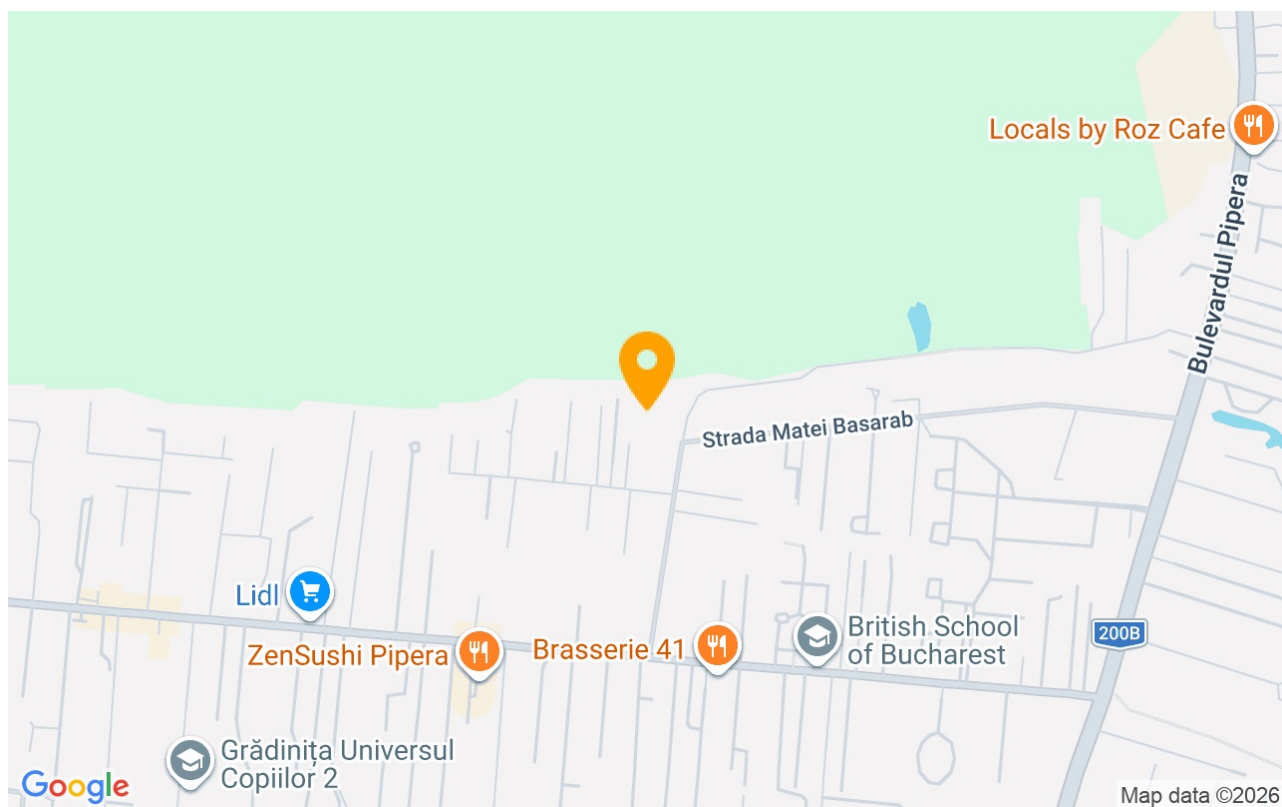 Locals by Roz Cafe
Bulevardul Pipera
Strada Matei Basarab
Lidl
ZenSushi Pipera
Brasserie 41
British School
of Bucharest
200B
Grădinița Universul
Copiilor 2
Google
Map data ©2026